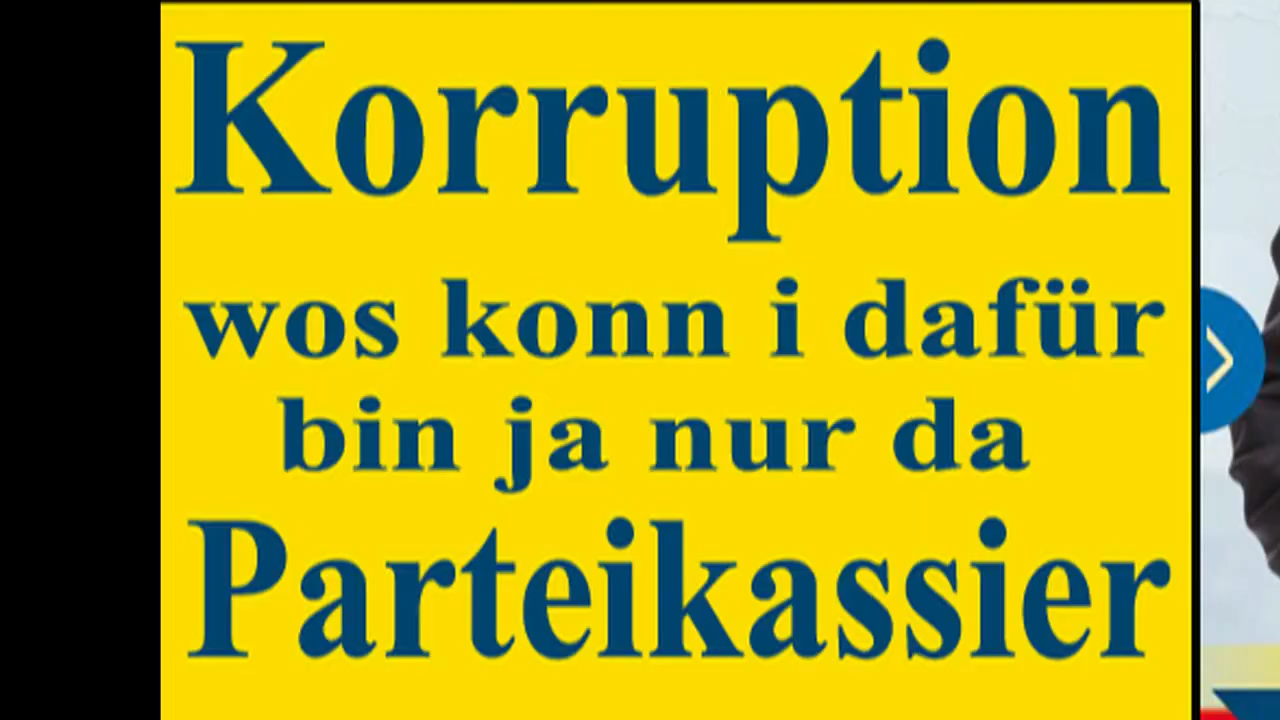 Korruption
wos konn i dafür
bin ja nur da
Parteikassier